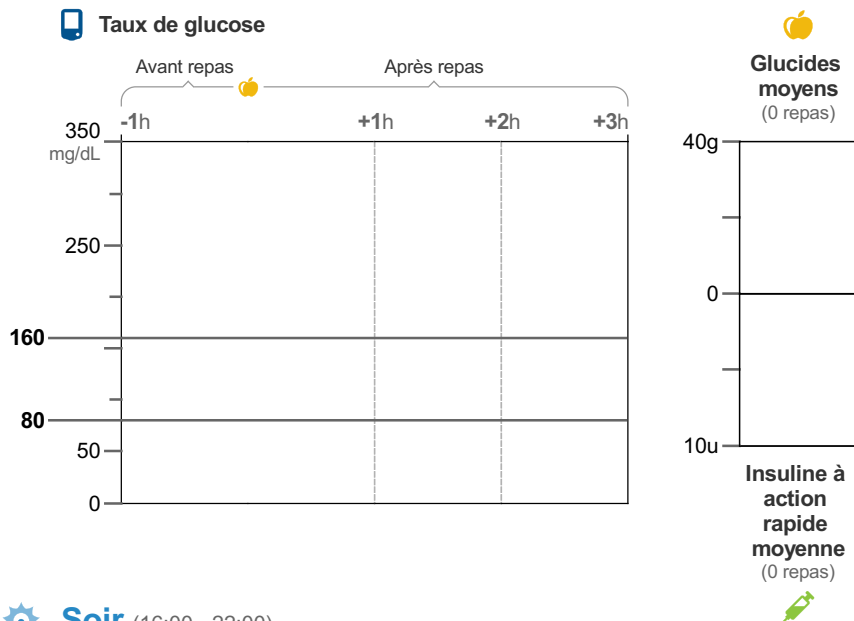 Taux de glucose
Avant repas
Après repas
-1h
+1h
+2h
+3h
350
mg/dL
250
160
80
50
0
Glucides
moyens
(0 repas)
40g
0
10u
Insuline à
action
rapide
moyenne
(0 repas)
Soir (16:00 - 22:00)